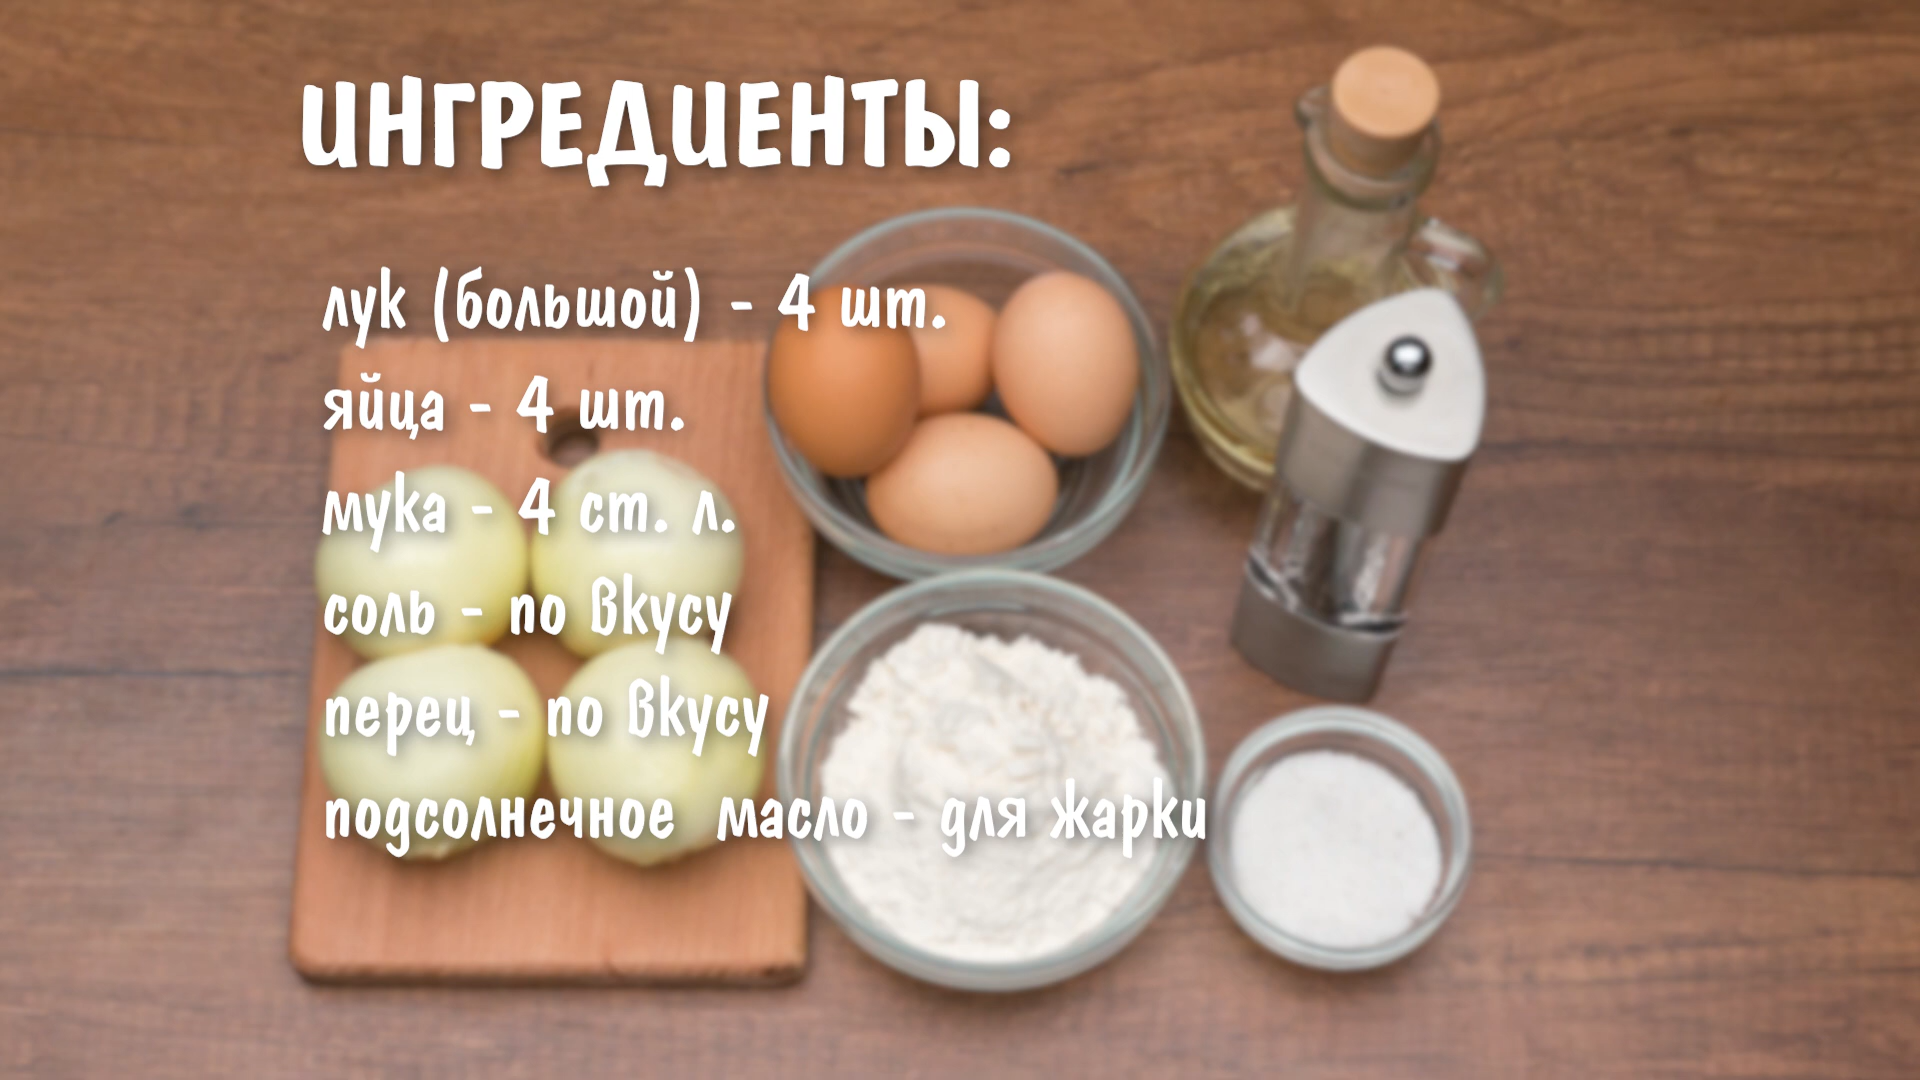 ИНГРЕДИЕНТЫ:
лук (большой) - 4 шт.
яйца - 4 шт.
мука - 4 ст. л.
соль - по вкусу
перец - по вкусу
подсолнечное масло - для жарки